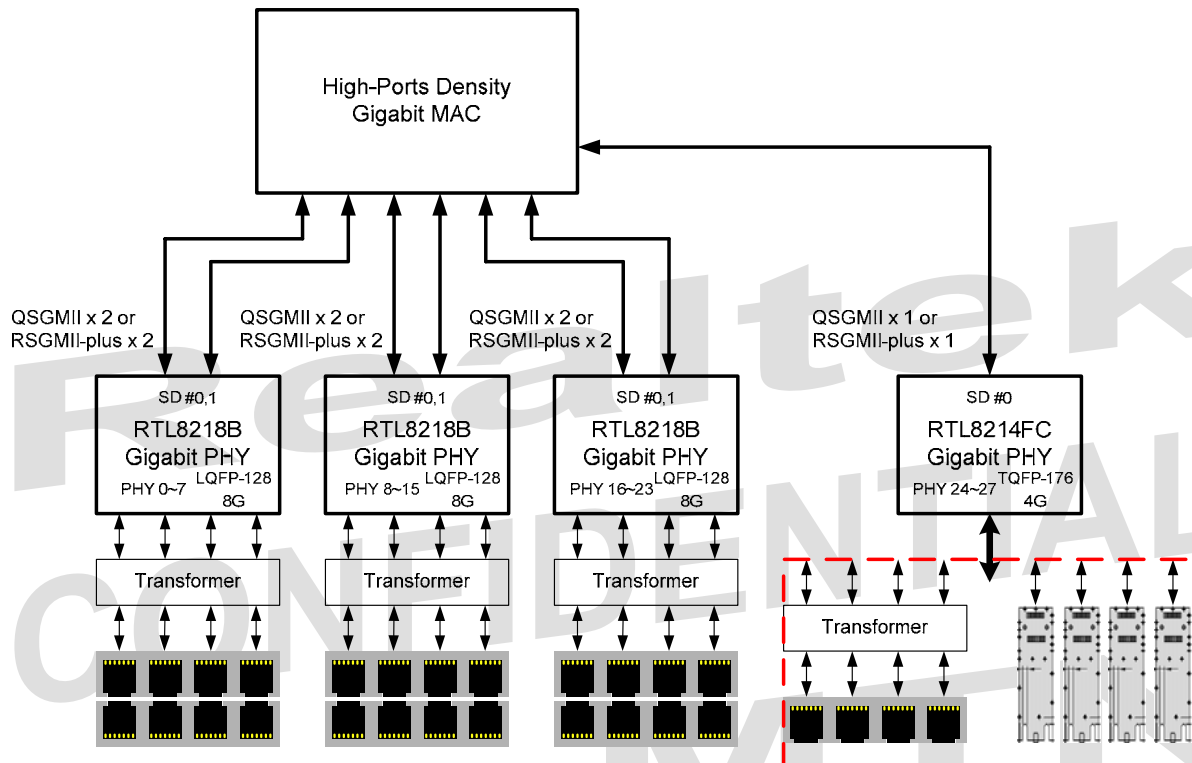 High-Ports Density
Gigabit MAC
QSGMII x 2 or
RSGMII-plus x 2
QSGMII x 2 or
RSGMII-plus x 2
QSGMII x 2 or
RSGMII-plus x 2
QSGMII x 1 or
RSGMII-plus x 1
SD #0,1
RTL8218B
Gigabit PHY
PHY 0~7
LQFP-128
8G
SD #0,1
RTL8218B
Gigabit PHY
PHY 8~15
LQFP-128
8G
SD #0,1
RTL8218B
Gigabit PHY
PHY 16~23
LQFP-128
8G
SD #0
RTL8214FC
Gigabit PHY
PHY 24~27
TQFP-176
4G
Transformer
Transformer
Transformer
Transformer
Realtek
CONFIDENTIAL